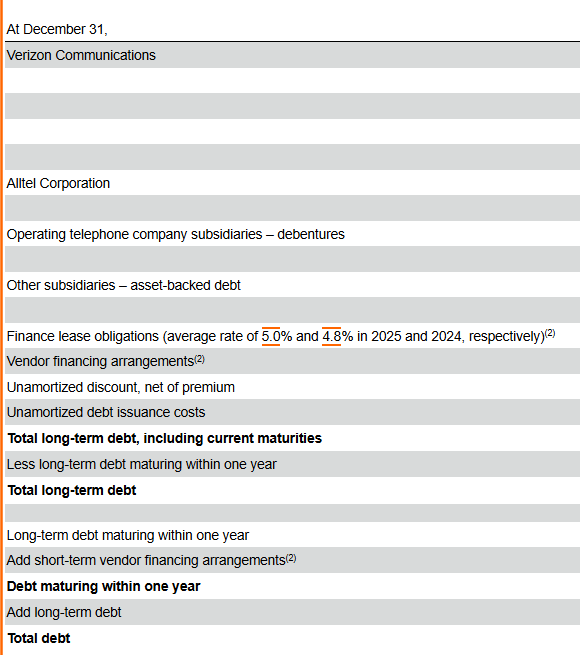 At December 31,
Verizon Communications
Alltel Corporation
Operating telephone company subsidiaries – debentures
Other subsidiaries – asset-backed debt
Finance lease obligations (average rate of 5.0% and 4.8% in 2025 and 2024, respectively)(2)
Vendor financing arrangements(2)
Unamortized discount, net of premium
Unamortized debt issuance costs
Total long-term debt, including current maturities
Less long-term debt maturing within one year
Total long-term debt
Long-term debt maturing within one year
Add short-term vendor financing arrangements(2)
Debt maturing within one year
Add long-term debt
Total debt